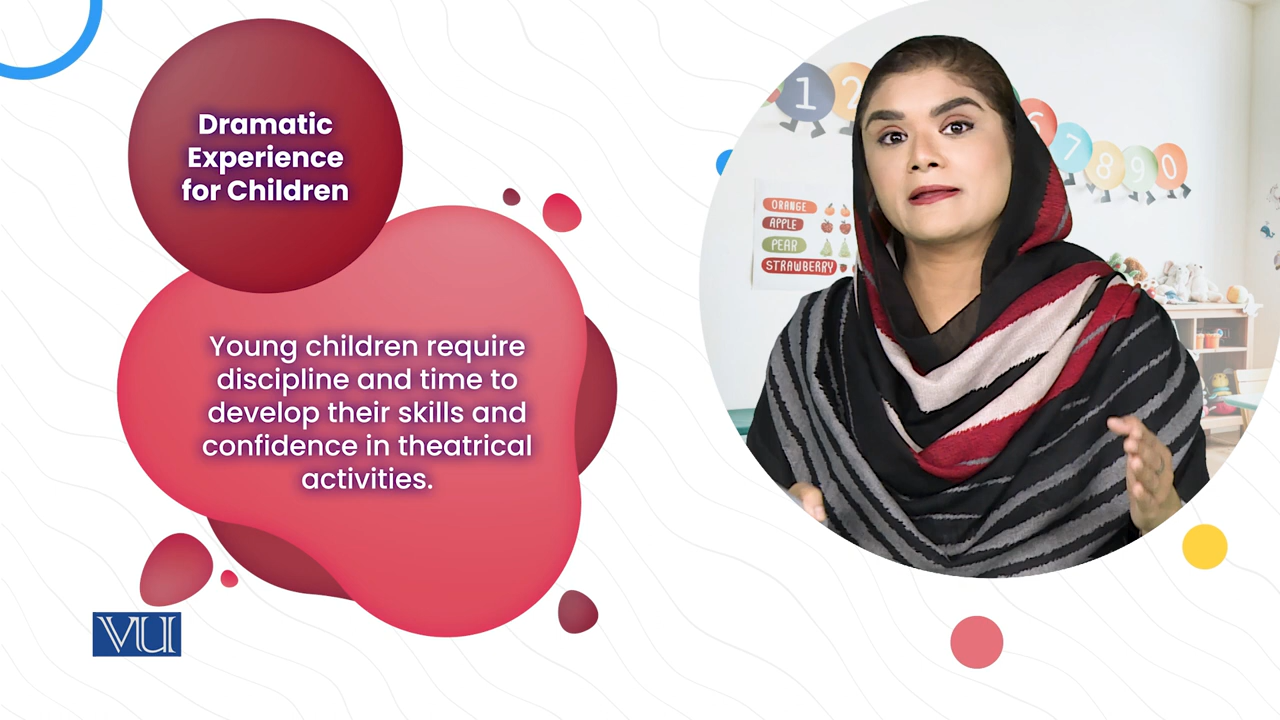 Dramatic
Experience
for Children
Young children require
discipline and time to
develop their skills and
confidence in theatrical
activities.
VU
1 2
6 7 8 9 0
ORANGE
APPLE
PEAR
STRAWBERRY